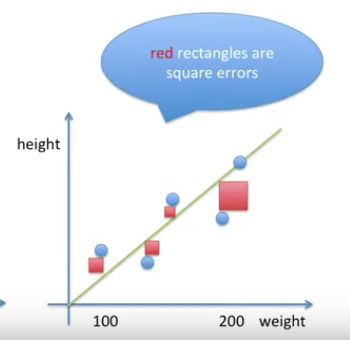 red rectangles are
square errors
height
100
200
weight